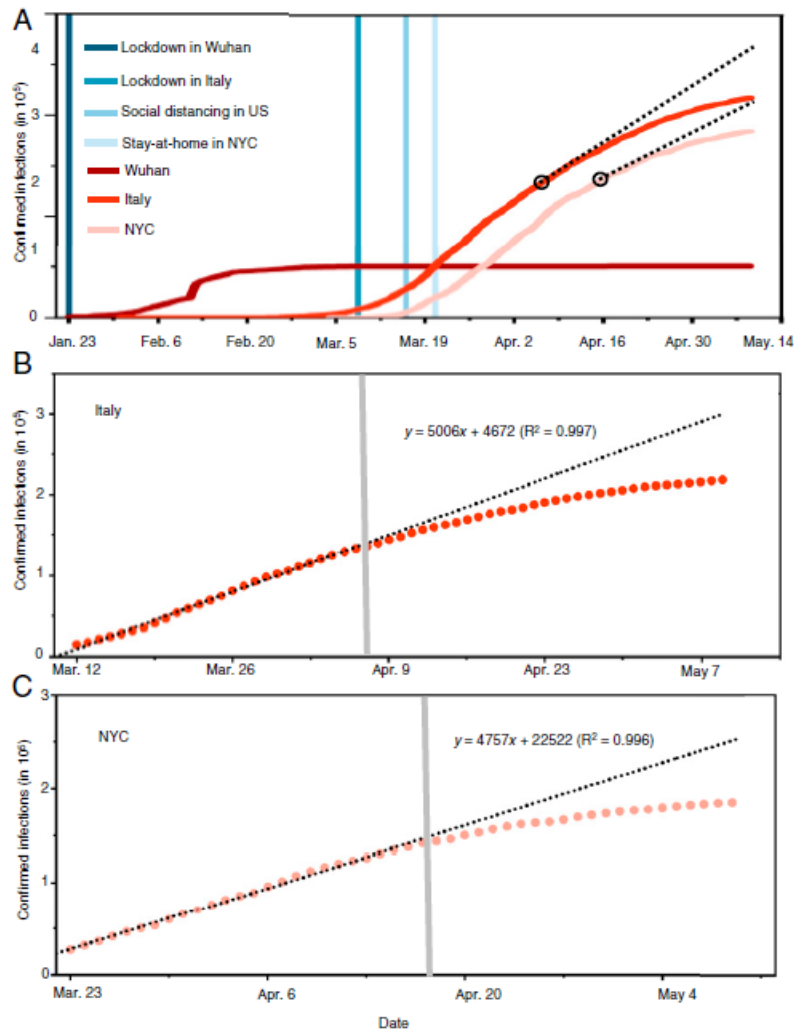 A
Confirmed infections (in 10⁵)
4
3
2
1
0
Lockdown in Wuhan
Lockdown in Italy
Social distancing in US
Stay-at-home in NYC
Wuhan
Italy
NYC
Jan. 23 Feb. 6 Feb. 20 Mar. 5 Mar. 19 Apr. 2 Apr. 16 Apr. 30 May. 14
B
Confirmed infections (in 10⁵)
3
2
1
0
Italy
y = 5006x + 4672 (R² = 0.997)
Mar. 12 Mar. 26 Apr. 9 Apr. 23 May 7
C
Confirmed infections (in 10⁵)
3
2
1
0
NYC
y = 4757x + 22522 (R² = 0.996)
Mar. 23 Apr. 6 Apr. 20 May 4
Date